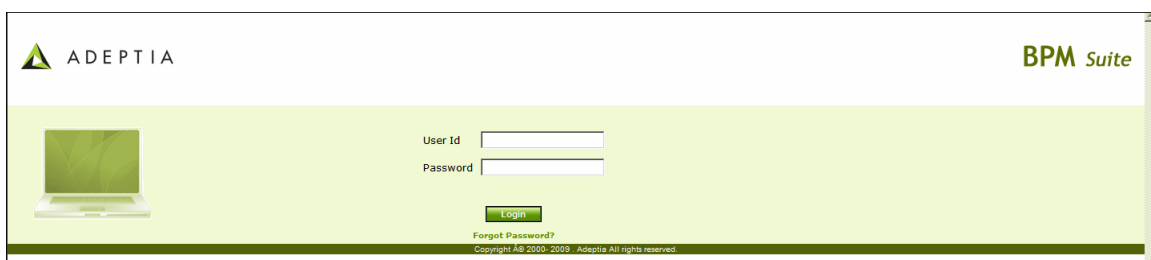 ADEPTIA
BPM Suite
User Id
Password
Login
Forgot Password?
Copyright Â® 2000- 2009 . Adeptia All rights reserved.